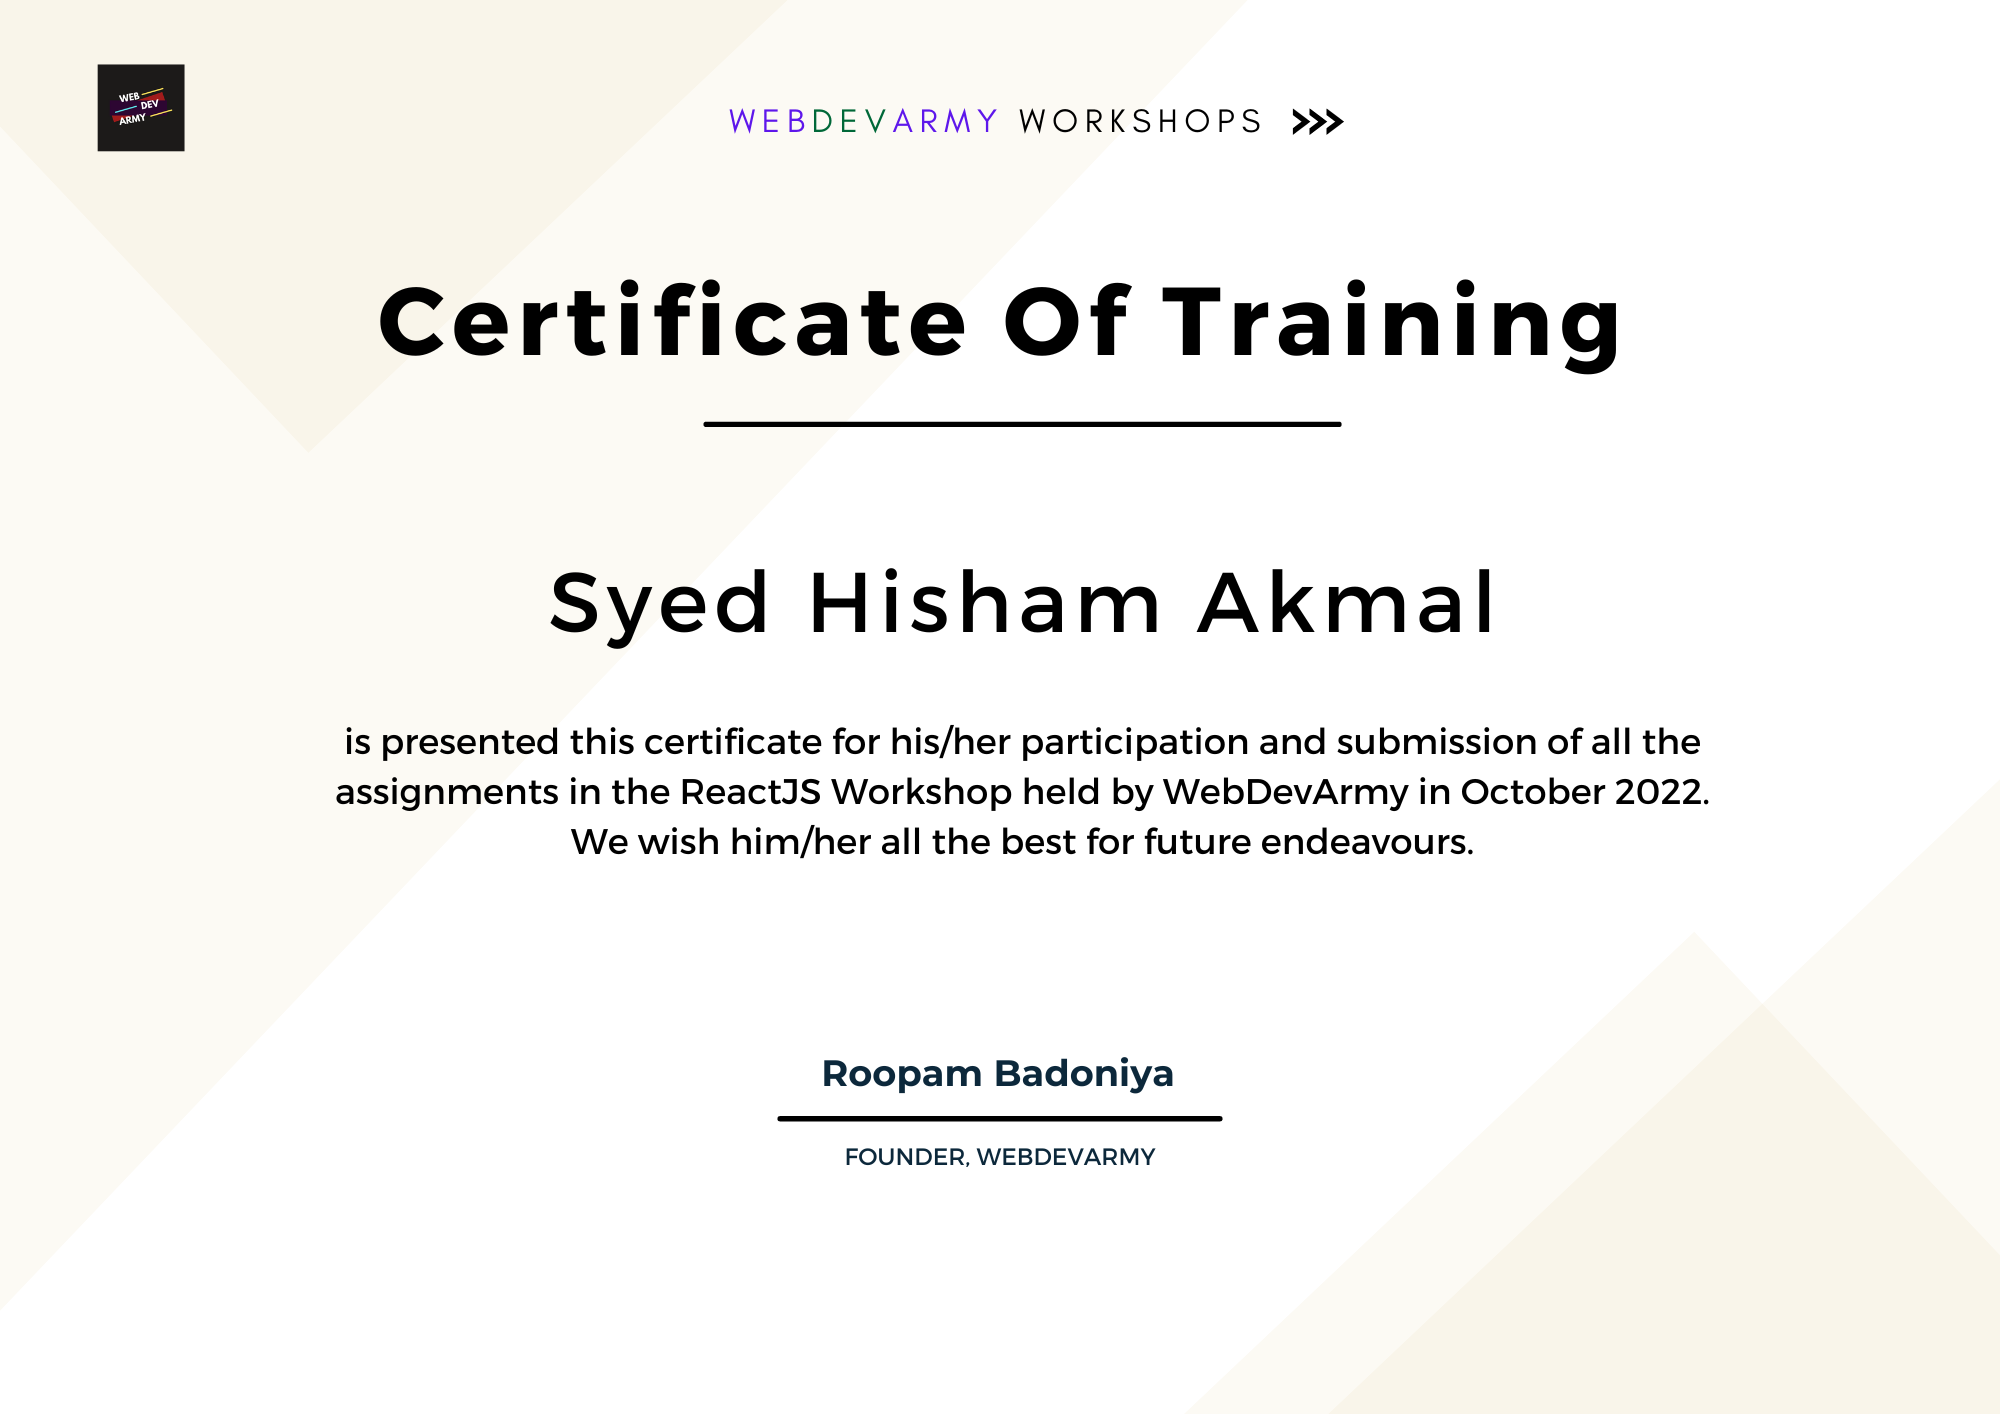 WEB
DEV
ARMY
WEBDEVARMY WORKSHOPS
Certificate Of Training
Syed Hisham Akmal
is presented this certificate for his/her participation and submission of all the
assignments in the ReactJS Workshop held by WebDevArmy in October 2022.
We wish him/her all the best for future endeavours.
Roopam Badoniya
FOUNDER, WEBDEVARMY